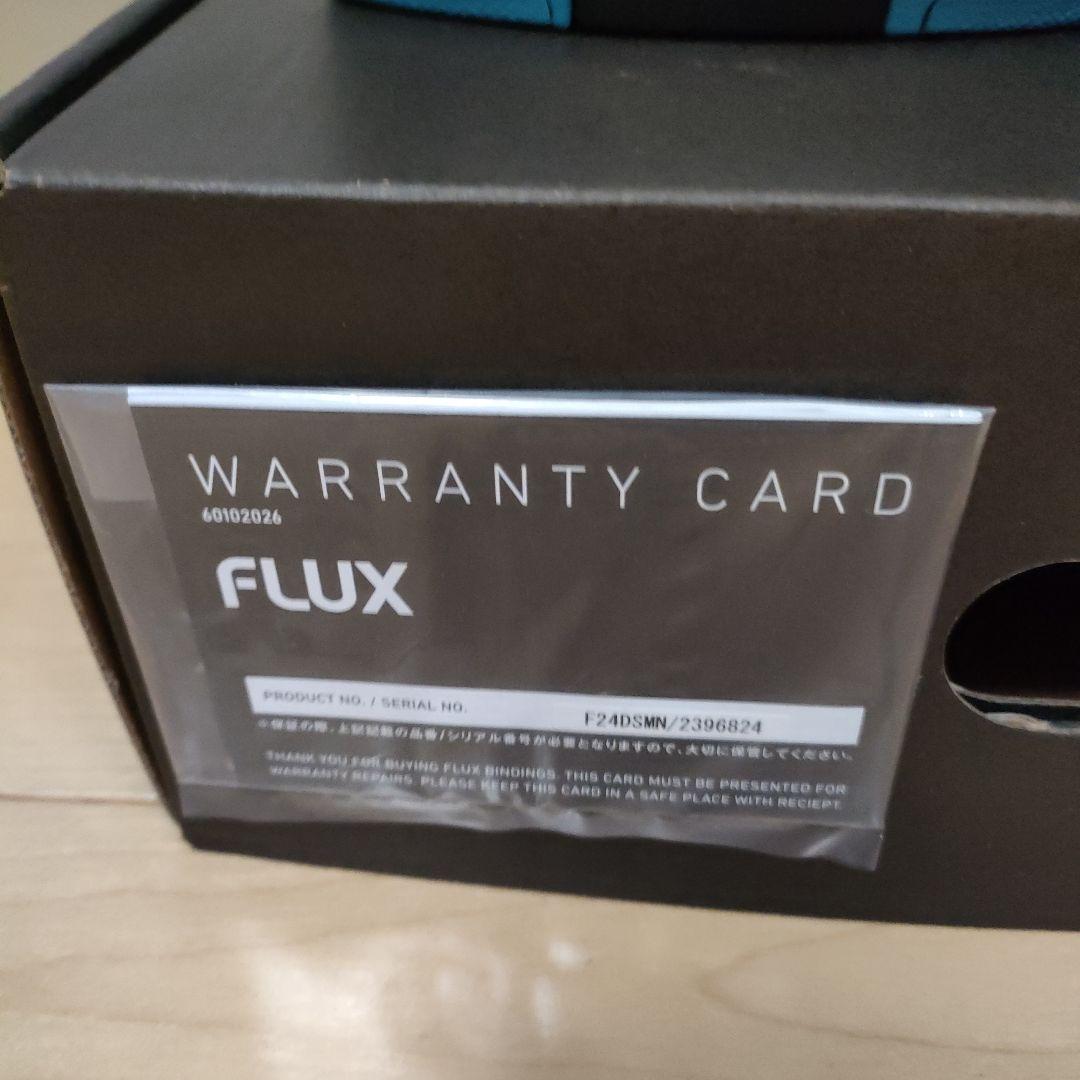 WARRANTY CARD
60102026
FLUX
PRODUCT NO. / SERIAL NO. F24DSMN/2396824
※保証の際、上記記載の品番/シリアル番号が必要となりますので、大切に保管してください。
THANK YOU FOR BUYING FLUX BINDINGS. THIS CARD MUST BE PRESENTED FOR
WARRANTY REPAIRS. PLEASE KEEP THIS CARD IN A SAFE PLACE WITH RECIEPT.